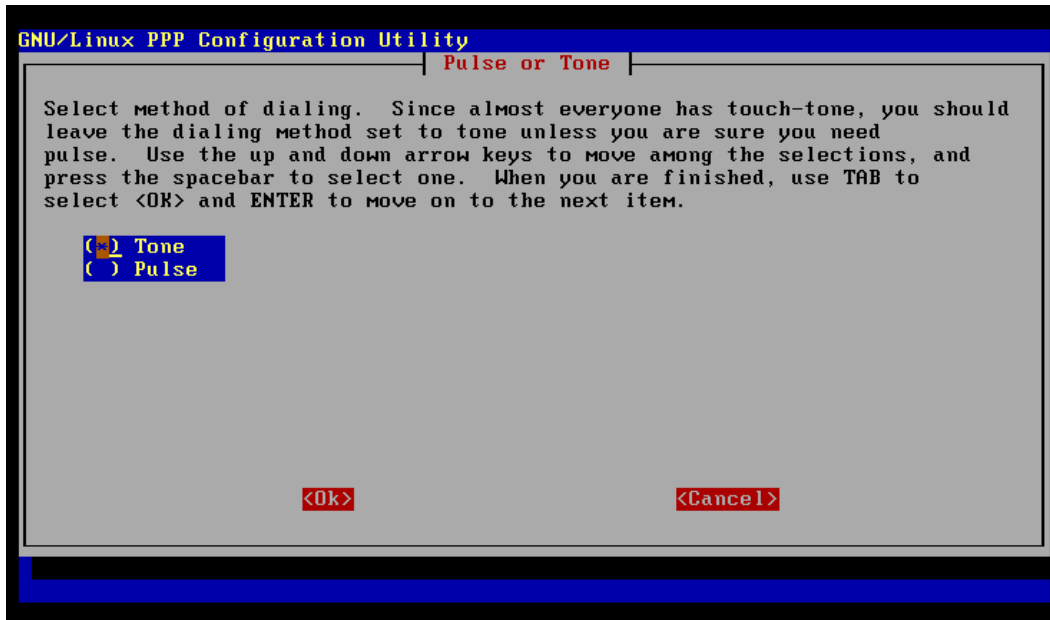 GNU/Linux PPP Configuration Utility
Pulse or Tone
Select method of dialing.  Since almost everyone has touch-tone, you should
leave the dialing method set to tone unless you are sure you need
pulse.  Use the up and down arrow keys to move among the selections, and
press the spacebar to select one.  When you are finished, use TAB to
select <OK> and ENTER to move on to the next item.
(*) Tone
( ) Pulse
<Ok> <Cancel>